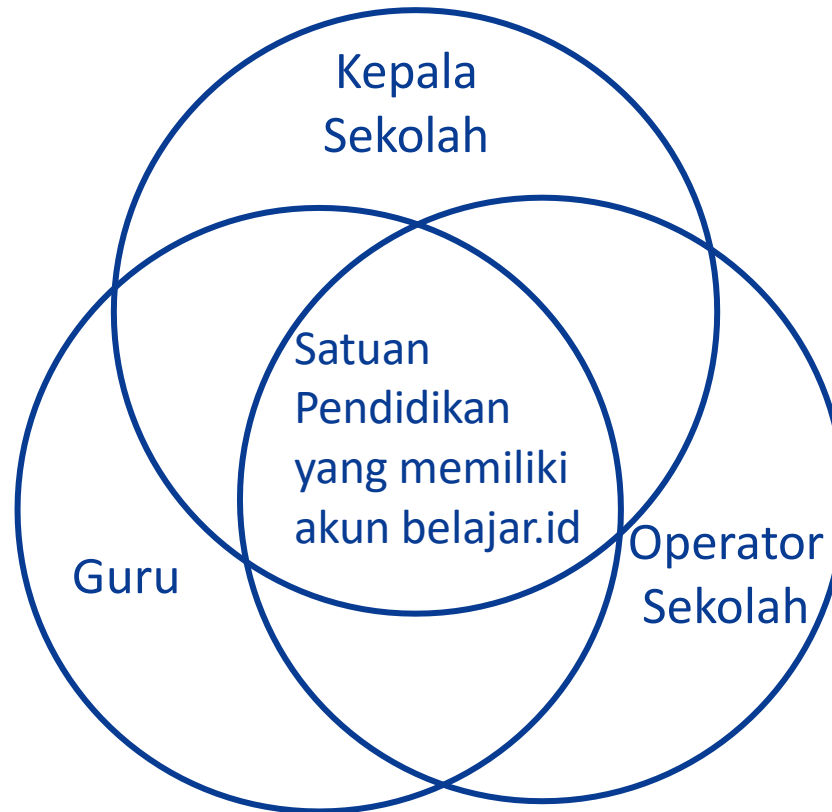 Kepala
Sekolah
Satuan
Pendidikan
yang memiliki
akun belajar.id
Guru
Operator
Sekolah